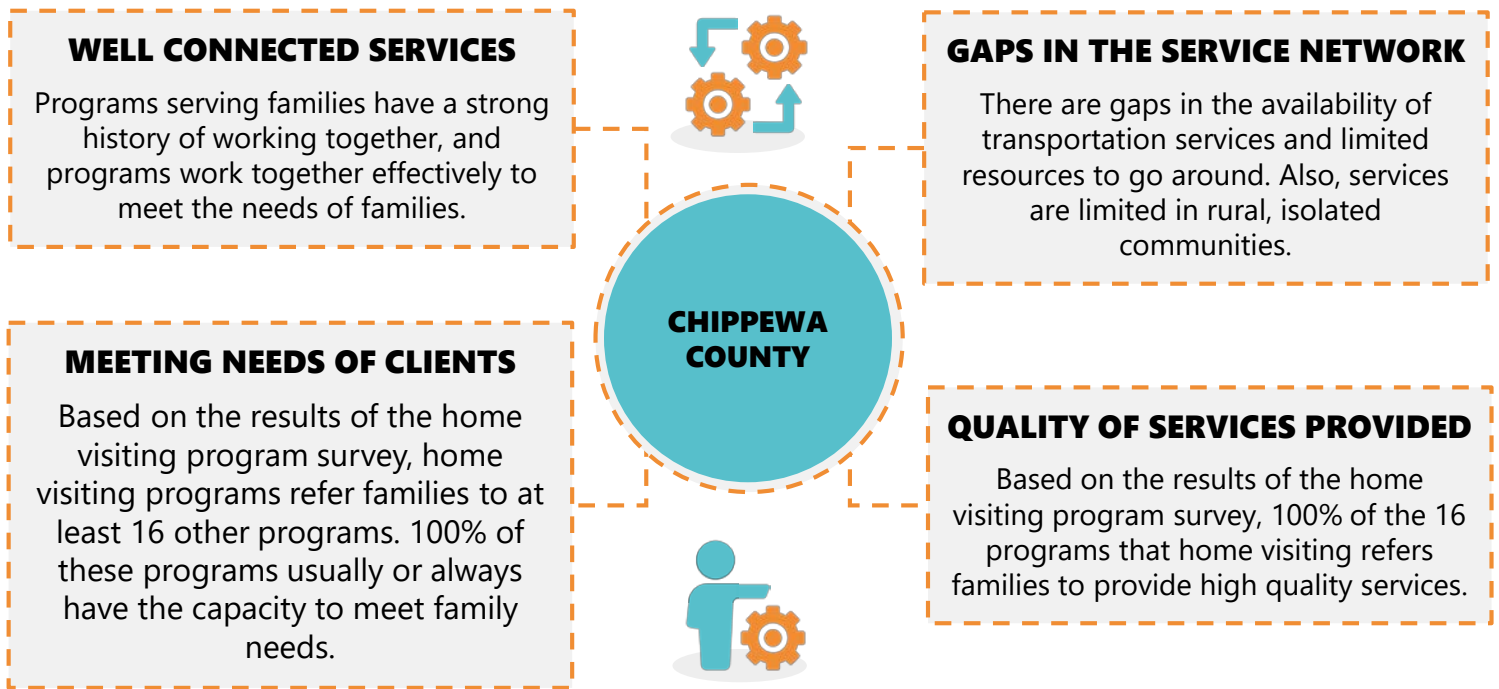 WELL CONNECTED SERVICES
Programs serving families have a strong
history of working together, and
programs work together effectively to
meet the needs of families.
GAPS IN THE SERVICE NETWORK
There are gaps in the availability of
transportation services and limited
resources to go around. Also, services
are limited in rural, isolated
communities.
CHIPPEWA
COUNTY
MEETING NEEDS OF CLIENTS
Based on the results of the home
visiting program survey, home
visiting programs refer families to at
least 16 other programs. 100% of
these programs usually or always
have the capacity to meet family
needs.
QUALITY OF SERVICES PROVIDED
Based on the results of the home
visiting program survey, 100% of the 16
programs that home visiting refers
families to provide high quality services.